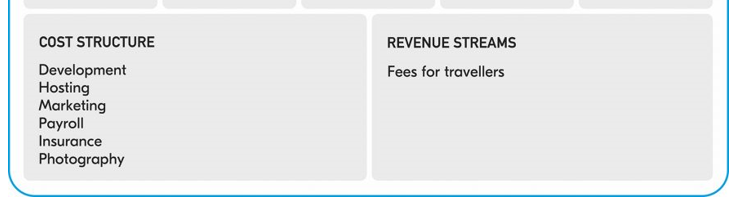 COST STRUCTURE
Development
Hosting
Marketing
Payroll
Insurance
Photography
REVENUE STREAMS
Fees for travellers